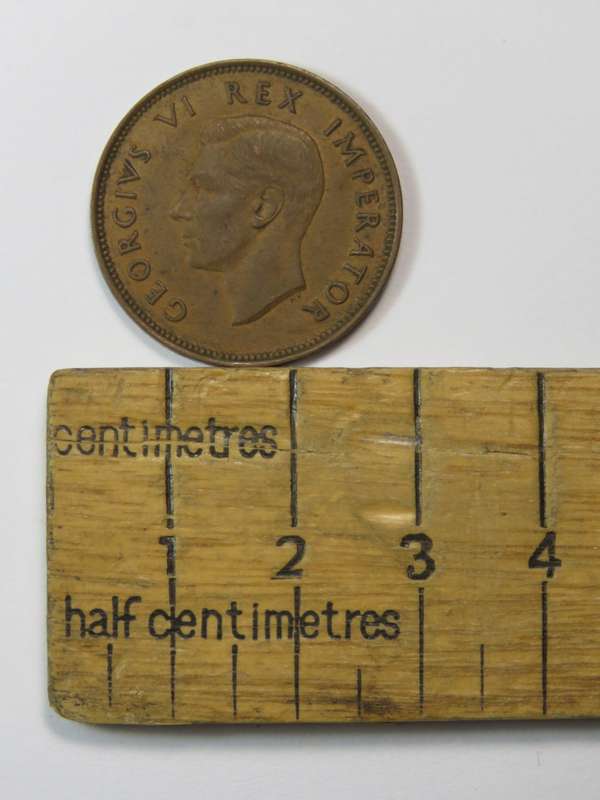 GEORGIVS VI REX IMPERATOR
centimetres
1 2 3 4
half centimetres